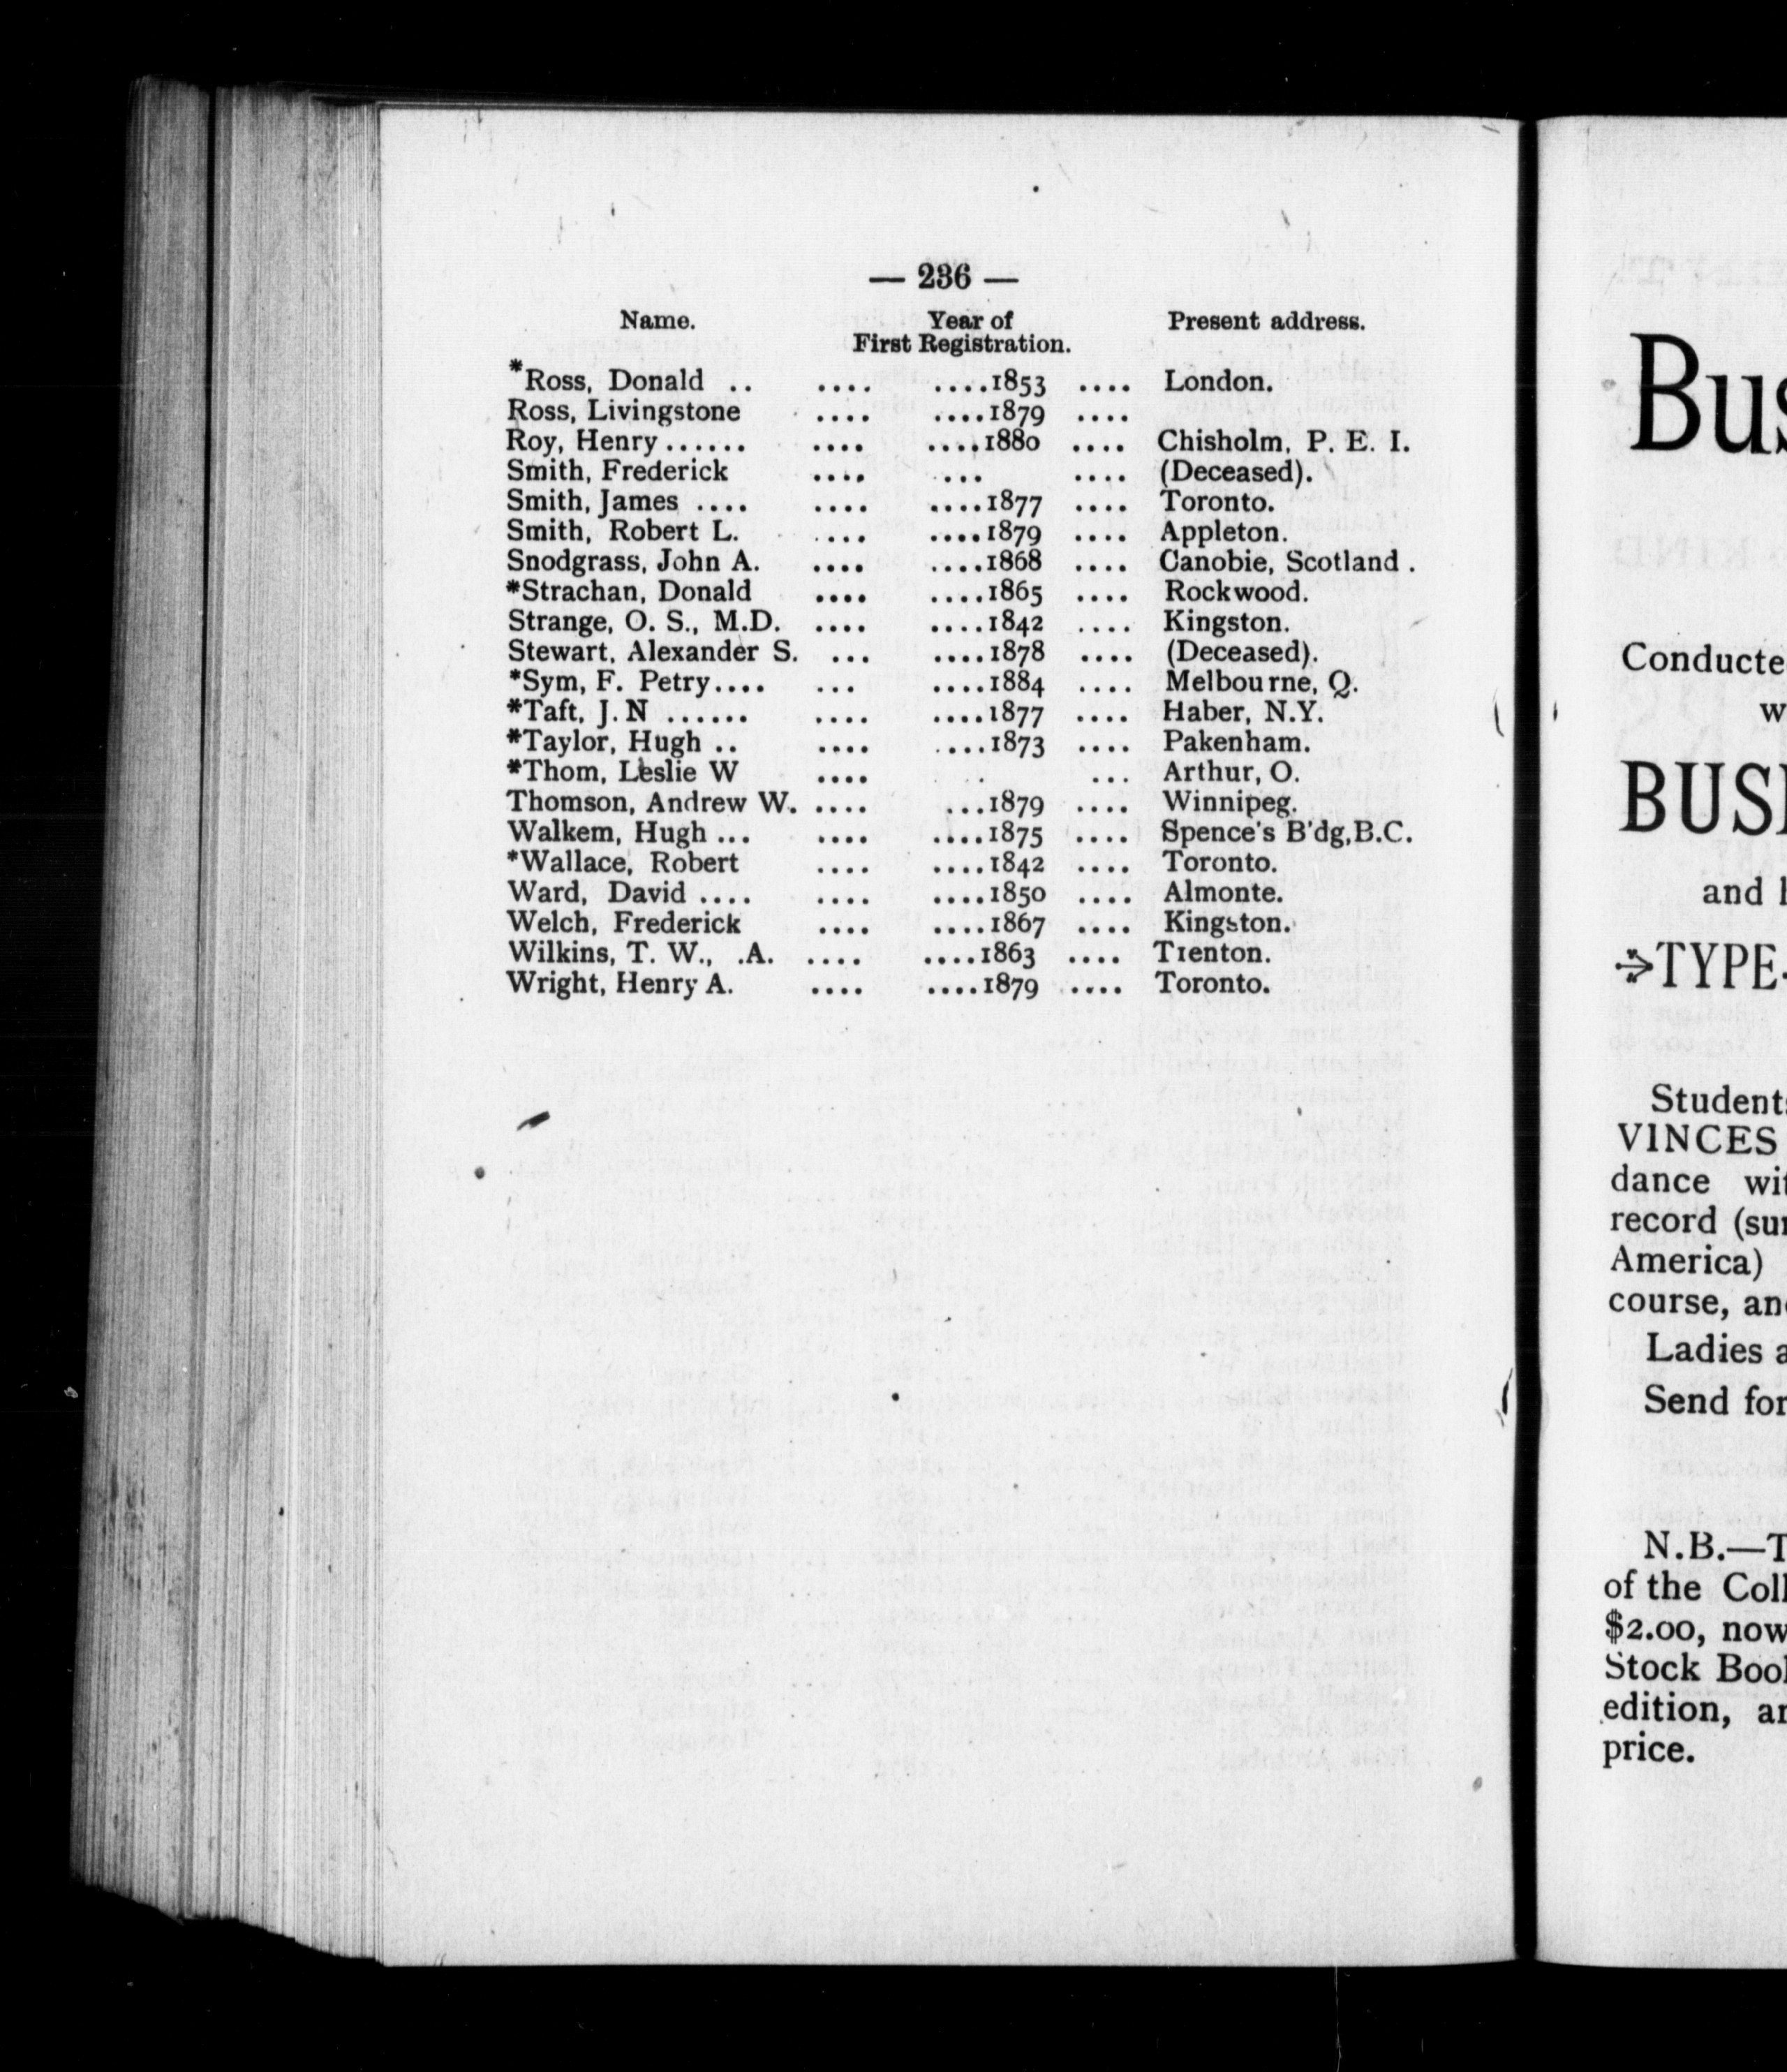 — 236 —
Name. Year of Present address.
First Registration.
*Ross, Donald .. .... ....1853 .... London.
Ross, Livingstone .... ....1879 ....
Roy, Henry...... .... ....1880 .... Chisholm, P. E. I.
Smith, Frederick .... ... .... (Deceased).
Smith, James .... .... ....1877 .... Toronto.
Smith, Robert L. .... ....1879 .... Appleton.
Snodgrass, John A. .... ....1868 .... Canobie, Scotland .
*Strachan, Donald .... ....1865 .... Rockwood.
Strange, O. S., M.D. .... ....1842 .... Kingston.
Stewart, Alexander S. ... ....1878 .... (Deceased).
*Sym, F. Petry.... ... ....1884 .... Melbourne, Q.
*Taft, J. N ...... .... ....1877 .... Haber, N.Y.
*Taylor, Hugh .. .... ....1873 .... Pakenham.
*Thom, Leslie W .... . . ... Arthur, O.
Thomson, Andrew W. .... ...1879 .... Winnipeg.
Walkem, Hugh ... .... ....1875 .... Spence's B'dg,B.C.
*Wallace, Robert .... ....1842 .... Toronto.
Ward, David .... .... ....1850 .... Almonte.
Welch, Frederick .... ....1867 .... Kingston.
Wilkins, T. W., .A. .... ....1863 .... Trenton.
Wright, Henry A. .... ....1879 .... Toronto.
Bus
Conducte
w
BUSI
and
TYPE-
Students
VINCES
dance wit
record (sur
America)
course, and
Ladies a
Send for
N.B.—T
of the Coll
$2.00, now
Stock Bool
edition, an
price.